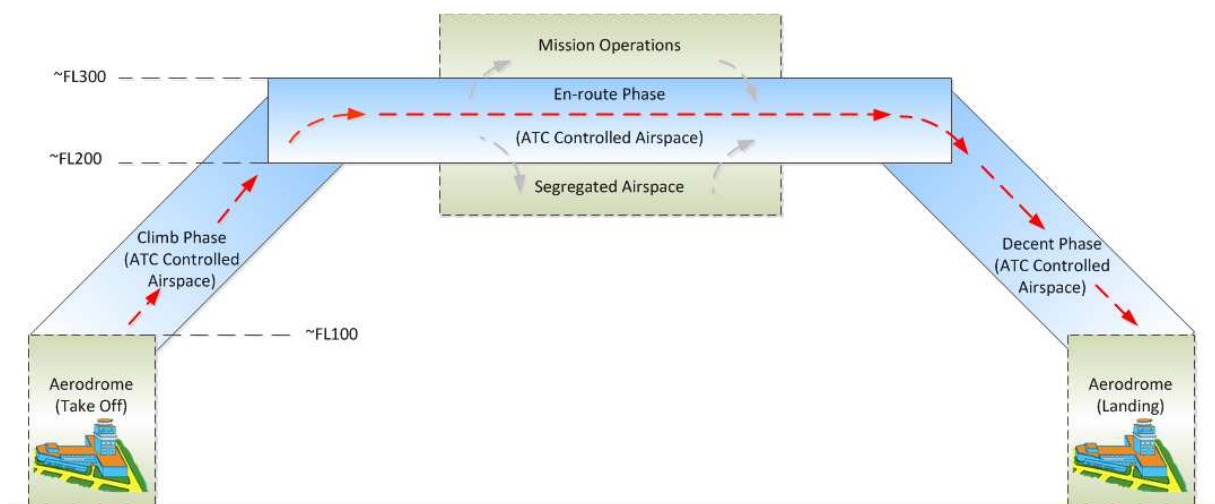 Mission Operations
~FL300
En-route Phase
(ATC Controlled Airspace)
~FL200
Segregated Airspace
Climb Phase
(ATC Controlled
Airspace)
Decent Phase
(ATC Controlled
Airspace)
~FL100
Aerodrome
(Take Off)
Aerodrome
(Landing)